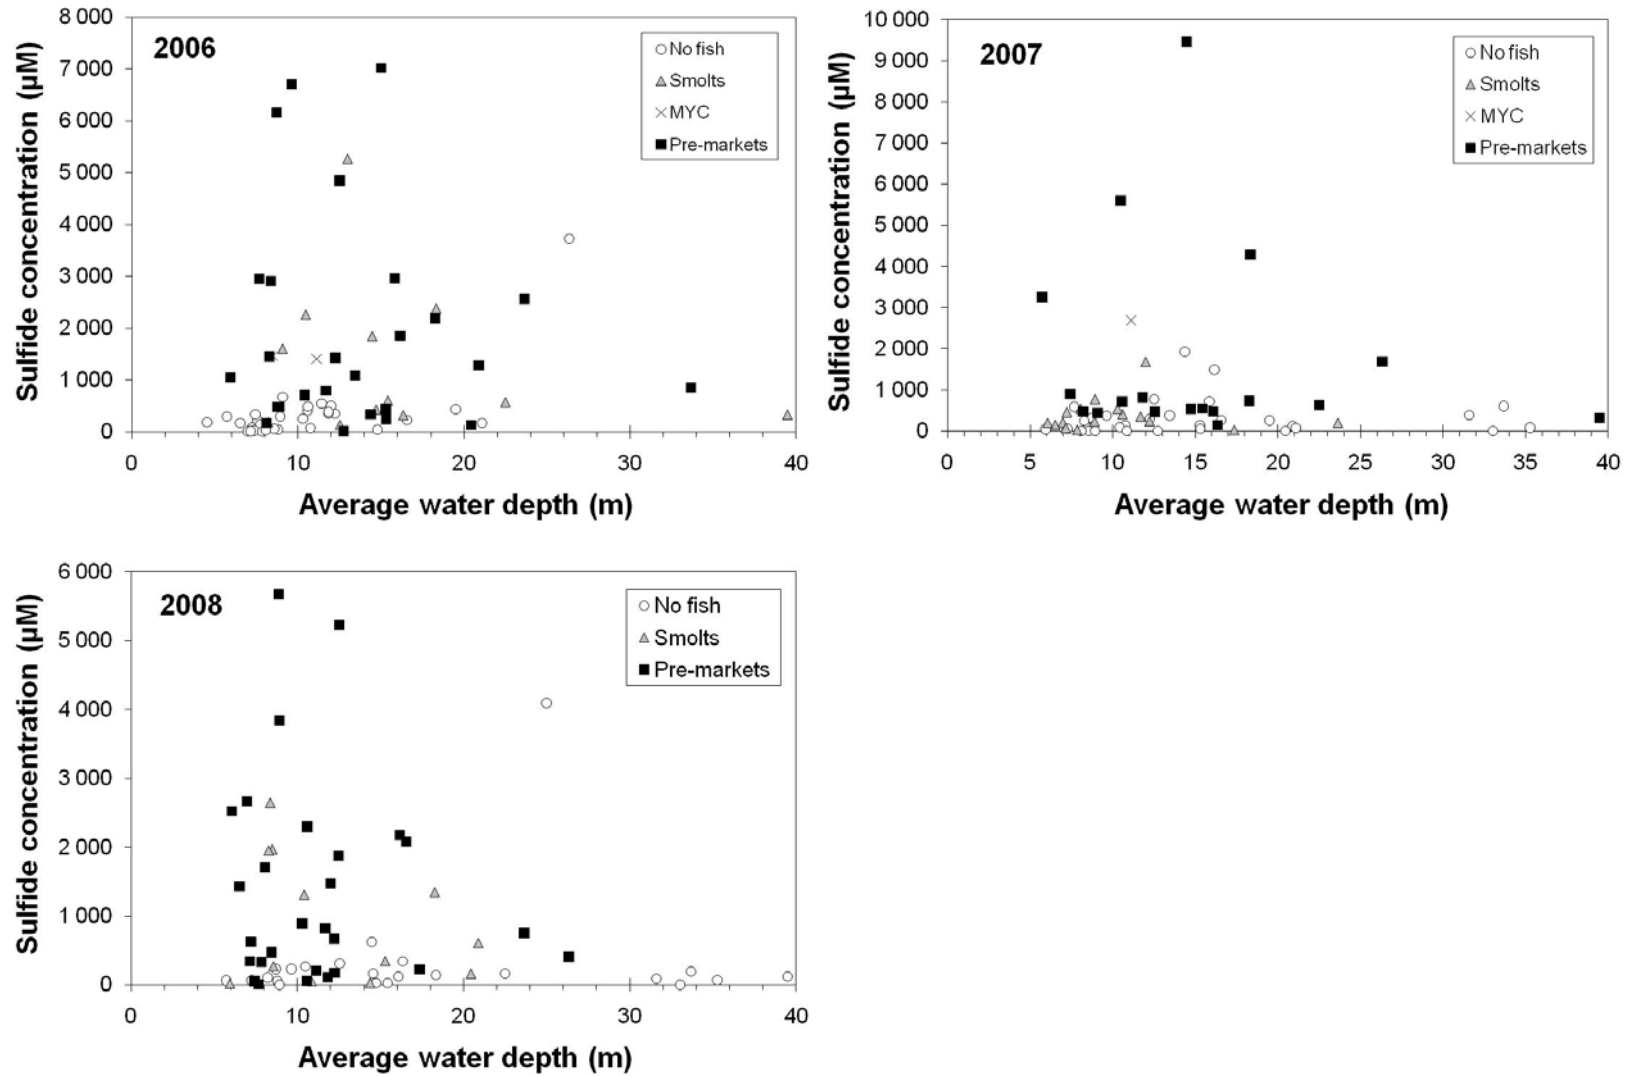 2006
Sulfide concentration (µM)
8 000
7 000
6 000
5 000
4 000
3 000
2 000
1 000
0
0 10 20 30 40
Average water depth (m)
No fish
Smolts
MYC
Pre-markets
2007
Sulfide concentration (µM)
10 000
9 000
8 000
7 000
6 000
5 000
4 000
3 000
2 000
1 000
0
0 5 10 15 20 25 30 35 40
Average water depth (m)
No fish
Smolts
MYC
Pre-markets
2008
Sulfide concentration (µM)
6 000
5 000
4 000
3 000
2 000
1 000
0
0 10 20 30 40
Average water depth (m)
No fish
Smolts
Pre-markets